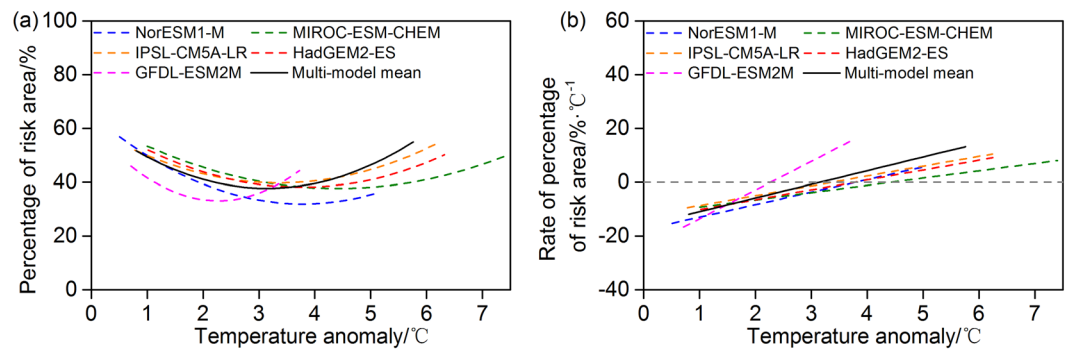 (a)
Percentage of risk area/%
100
80
60
40
20
0
NorESM1-M
MIROC-ESM-CHEM
IPSL-CM5A-LR
HadGEM2-ES
GFDL-ESM2M
Multi-model mean
0 1 2 3 4 5 6 7
Temperature anomaly/℃
(b)
Rate of percentage
of risk area/%·℃⁻¹
60
40
20
0
-20
-40
NorESM1-M
MIROC-ESM-CHEM
IPSL-CM5A-LR
HadGEM2-ES
GFDL-ESM2M
Multi-model mean
0 1 2 3 4 5 6 7
Temperature anomaly/℃